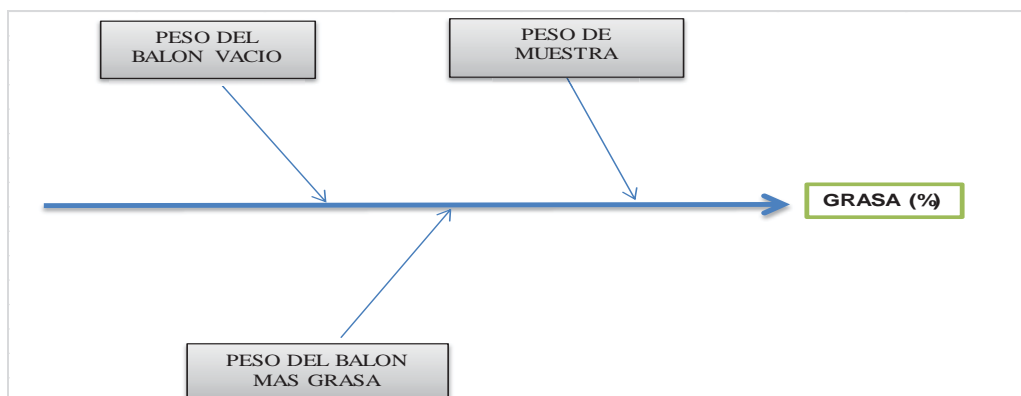 PESO DEL
BALON VACIO
PESO DE
MUESTRA
GRASA (%)
PESO DEL BALON
MAS GRASA